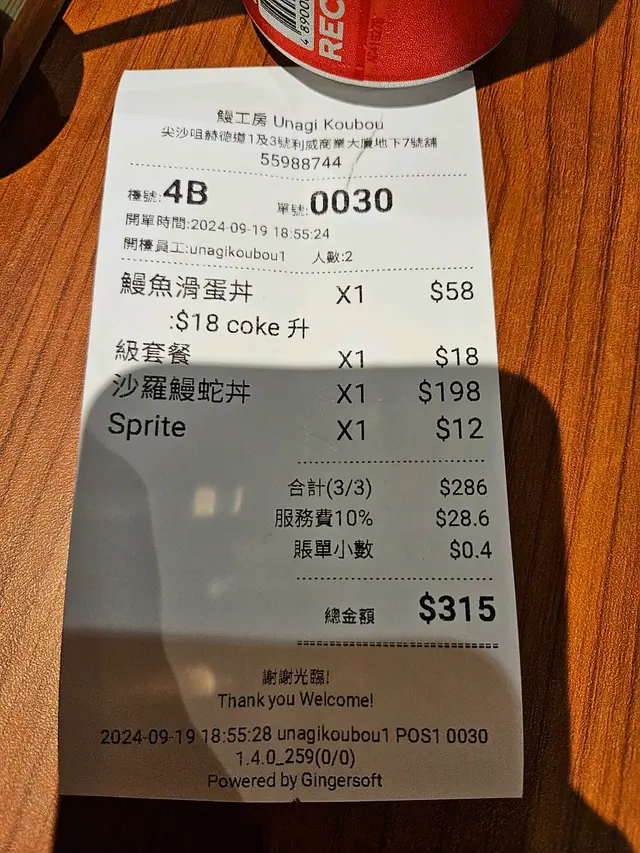 4 89000
REC
鰻工房 Unagi Koubou
尖沙咀赫德道1及3號利威商業大廈地下7號舖
55988744
檯號:4B 單號:0030
開單時間:2024-09-19 18:55:24
開檯員工:unagikoubou1 人數:2
鰻魚滑蛋丼 X1 $58
:$18 coke 升
級套餐 X1 $18
沙羅鰻蛇丼 X1 $198
Sprite X1 $12
合計(3/3) $286
服務費10% $28.6
賬單小數 $0.4
總金額 $315
謝謝光臨!
Thank you Welcome!
2024-09-19 18:55:28 unagikoubou1 POS1 0030
1.4.0_259(0/0)
Powered by Gingersoft